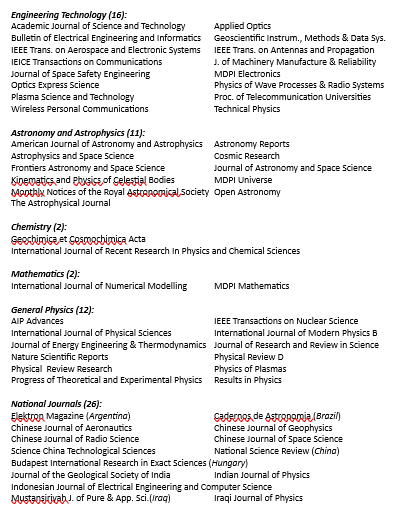 Engineering Technology (16):
Academic Journal of Science and Technology Applied Optics
Bulletin of Electrical Engineering and Informatics Geoscientific Instrum., Methods & Data Sys.
IEEE Trans. on Aerospace and Electronic Systems IEEE Trans. on Antennas and Propagation
IEICE Transactions on Communications J. of Machinery Manufacture & Reliability
Journal of Space Safety Engineering MDPI Electronics
Optics Express Science Physics of Wave Processes & Radio Systems
Plasma Science and Technology Proc. of Telecommunication Universities
Wireless Personal Communications Technical Physics
Astronomy and Astrophysics (11):
American Journal of Astronomy and Astrophysics Astronomy Reports
Astrophysics and Space Science Cosmic Research
Frontiers Astronomy and Space Science Journal of Astronomy and Space Science
Kinematics and Physics of Celestial Bodies MDPI Universe
Monthly Notices of the Royal Astronomical Society Open Astronomy
The Astrophysical Journal
Chemistry (2):
Geochimica et Cosmochimica Acta
International Journal of Recent Research In Physics and Chemical Sciences
Mathematics (2):
International Journal of Numerical Modelling MDPI Mathematics
General Physics (12):
AIP Advances IEEE Transactions on Nuclear Science
International Journal of Physical Sciences International Journal of Modern Physics B
Journal of Energy Engineering & Thermodynamics Journal of Research and Review in Science
Nature Scientific Reports Physical Review D
Physical Review Research Physics of Plasmas
Progress of Theoretical and Experimental Physics Results in Physics
National Journals (26):
Elektron Magazine (Argentina) Cadernos de Astronomia (Brazil)
Chinese Journal of Aeronautics Chinese Journal of Geophysics
Chinese Journal of Radio Science Chinese Journal of Space Science
Science China Technological Sciences National Science Review (China)
Budapest International Research in Exact Sciences (Hungary)
Journal of the Geological Society of India Indian Journal of Physics
Indonesian Journal of Electrical Engineering and Computer Science
Mustansiriyah J. of Pure & App. Sci.(Iraq) Iraqi Journal of Physics